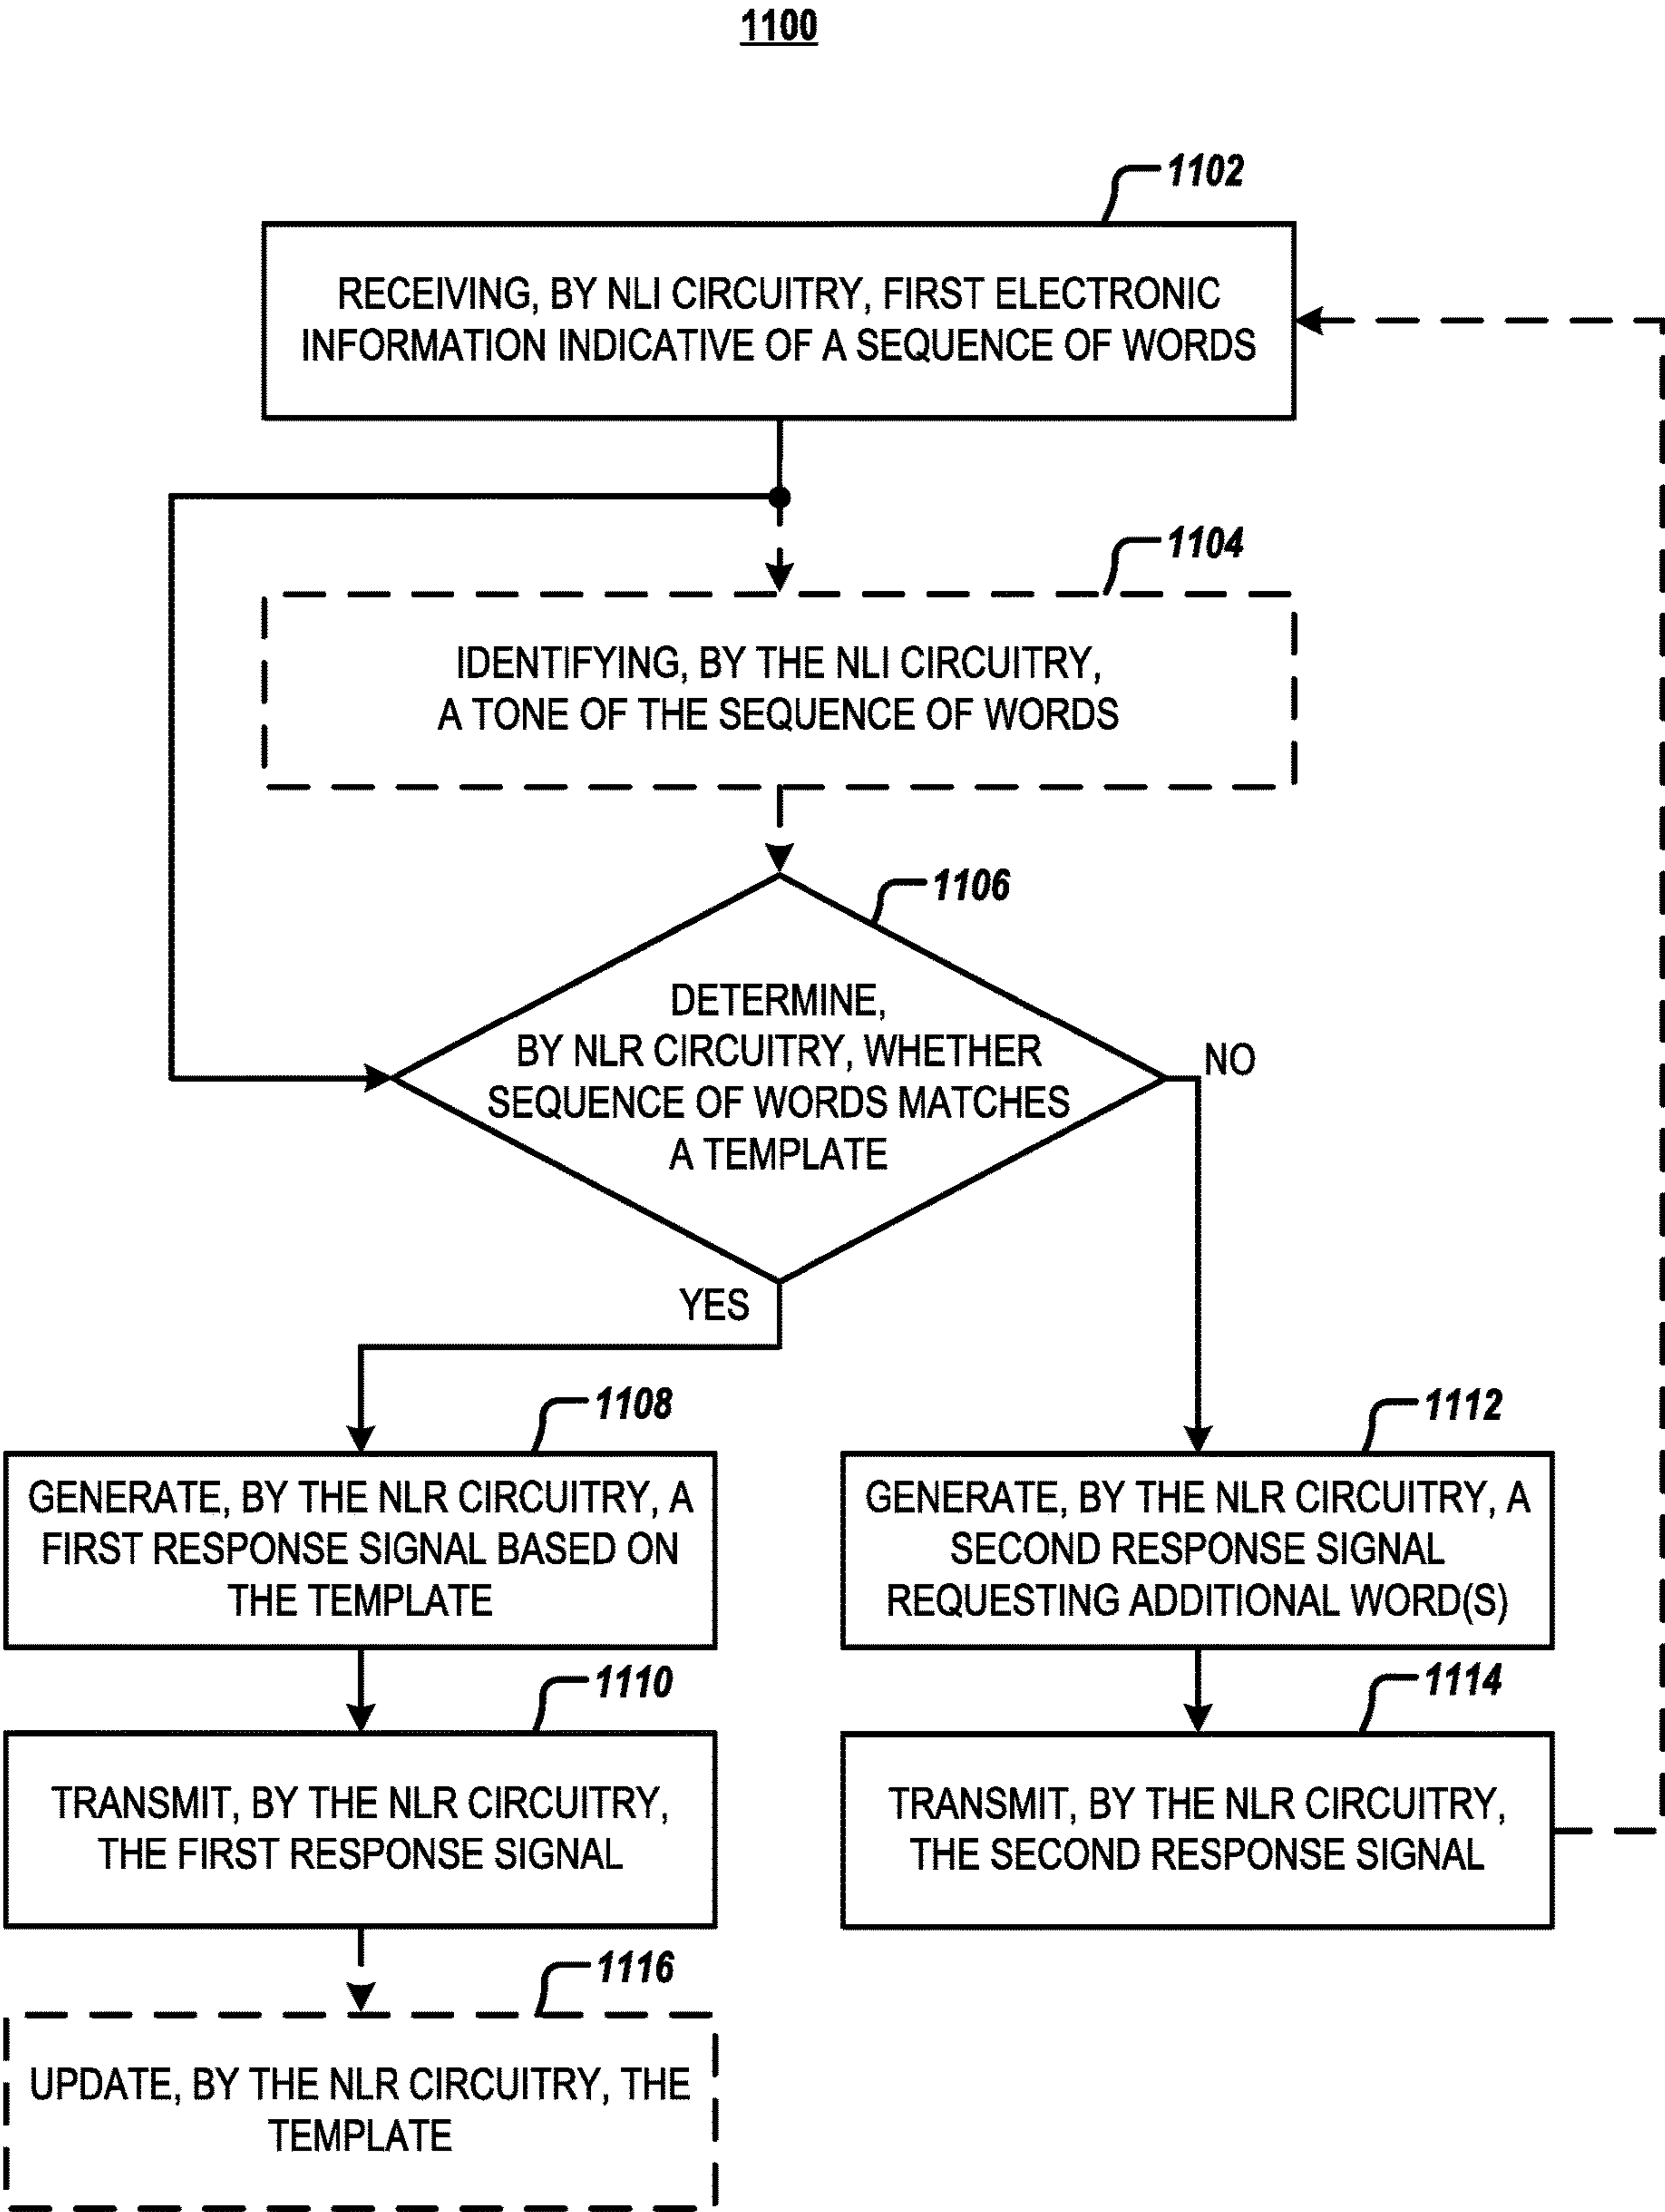 1100
1102
RECEIVING, BY NLI CIRCUITRY, FIRST ELECTRONIC
INFORMATION INDICATIVE OF A SEQUENCE OF WORDS
1104
IDENTIFYING, BY THE NLI CIRCUITRY,
A TONE OF THE SEQUENCE OF WORDS
1106
DETERMINE,
BY NLR CIRCUITRY, WHETHER
SEQUENCE OF WORDS MATCHES
A TEMPLATE
NO
YES
1108
GENERATE, BY THE NLR CIRCUITRY, A
FIRST RESPONSE SIGNAL BASED ON
THE TEMPLATE
1112
GENERATE, BY THE NLR CIRCUITRY, A
SECOND RESPONSE SIGNAL
REQUESTING ADDITIONAL WORD(S)
1110
TRANSMIT, BY THE NLR CIRCUITRY,
THE FIRST RESPONSE SIGNAL
1114
TRANSMIT, BY THE NLR CIRCUITRY,
THE SECOND RESPONSE SIGNAL
1116
UPDATE, BY THE NLR CIRCUITRY, THE
TEMPLATE